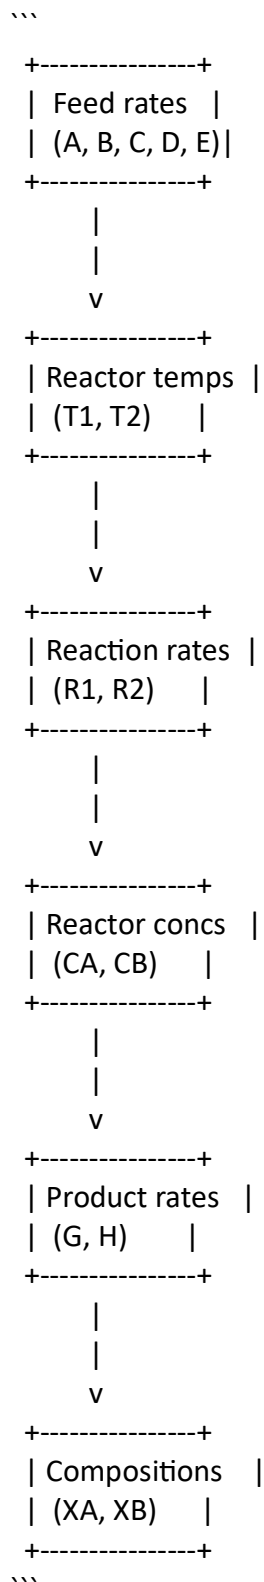 ```
+----------------+
| Feed rates |
| (A, B, C, D, E)|
+----------------+
|
|
v
+----------------+
| Reactor temps |
| (T1, T2) |
+----------------+
|
|
v
+----------------+
| Reaction rates |
| (R1, R2) |
+----------------+
|
|
v
+----------------+
| Reactor concs |
| (CA, CB) |
+----------------+
|
|
v
+----------------+
| Product rates |
| (G, H) |
+----------------+
|
|
v
+----------------+
| Compositions |
| (XA, XB) |
+----------------+
```